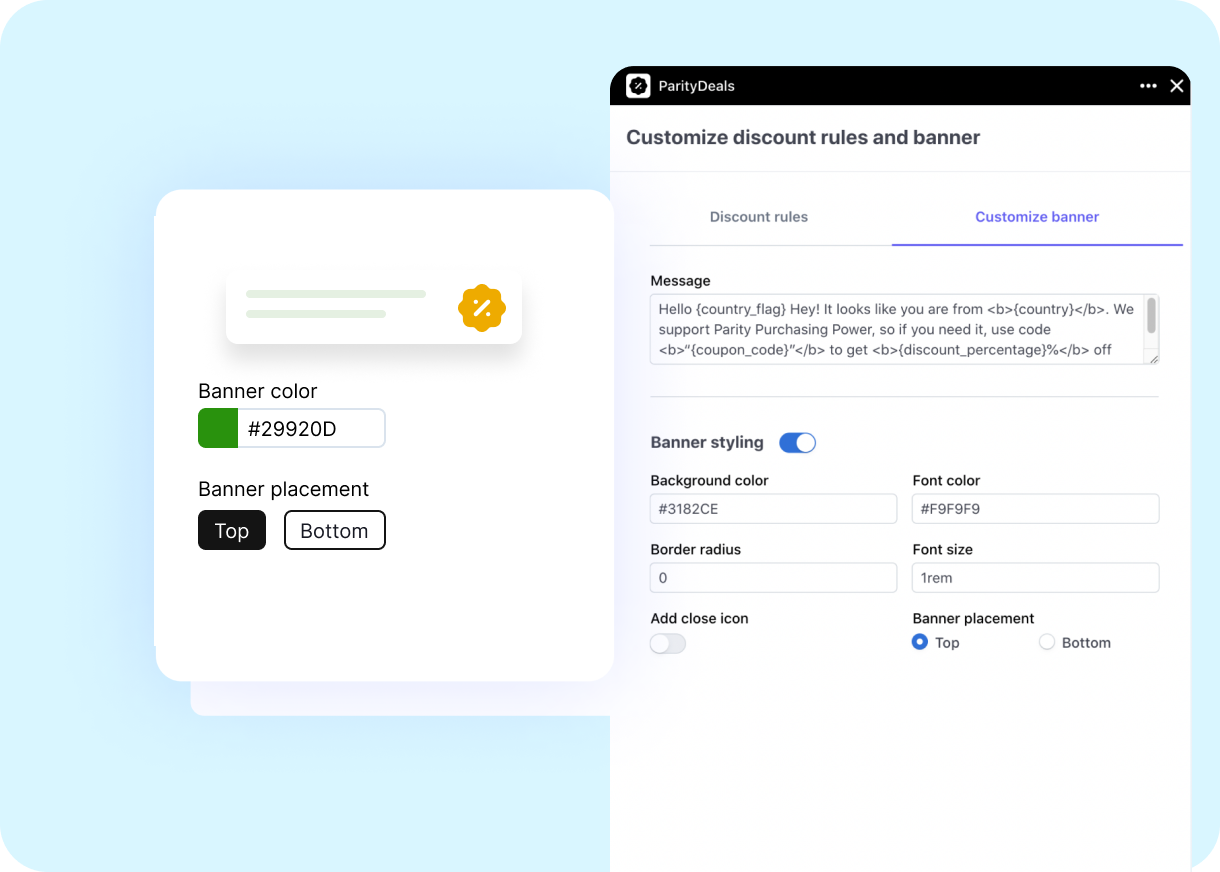 ParityDeals
Customize discount rules and banner
Discount rules
Customize banner
Message
Hello {country_flag} Hey! It looks like you are from <b>{country}</b>. We
support Parity Purchasing Power, so if you need it, use code
<b>“{coupon_code}”</b> to get <b>{discount_percentage}%</b> off
Banner styling
Background color
Font color
#3182CE
#F9F9F9
Border radius
Font size
0
1rem
Add close icon
Banner placement
Top
Bottom
Banner color
#29920D
Banner placement
Top
Bottom